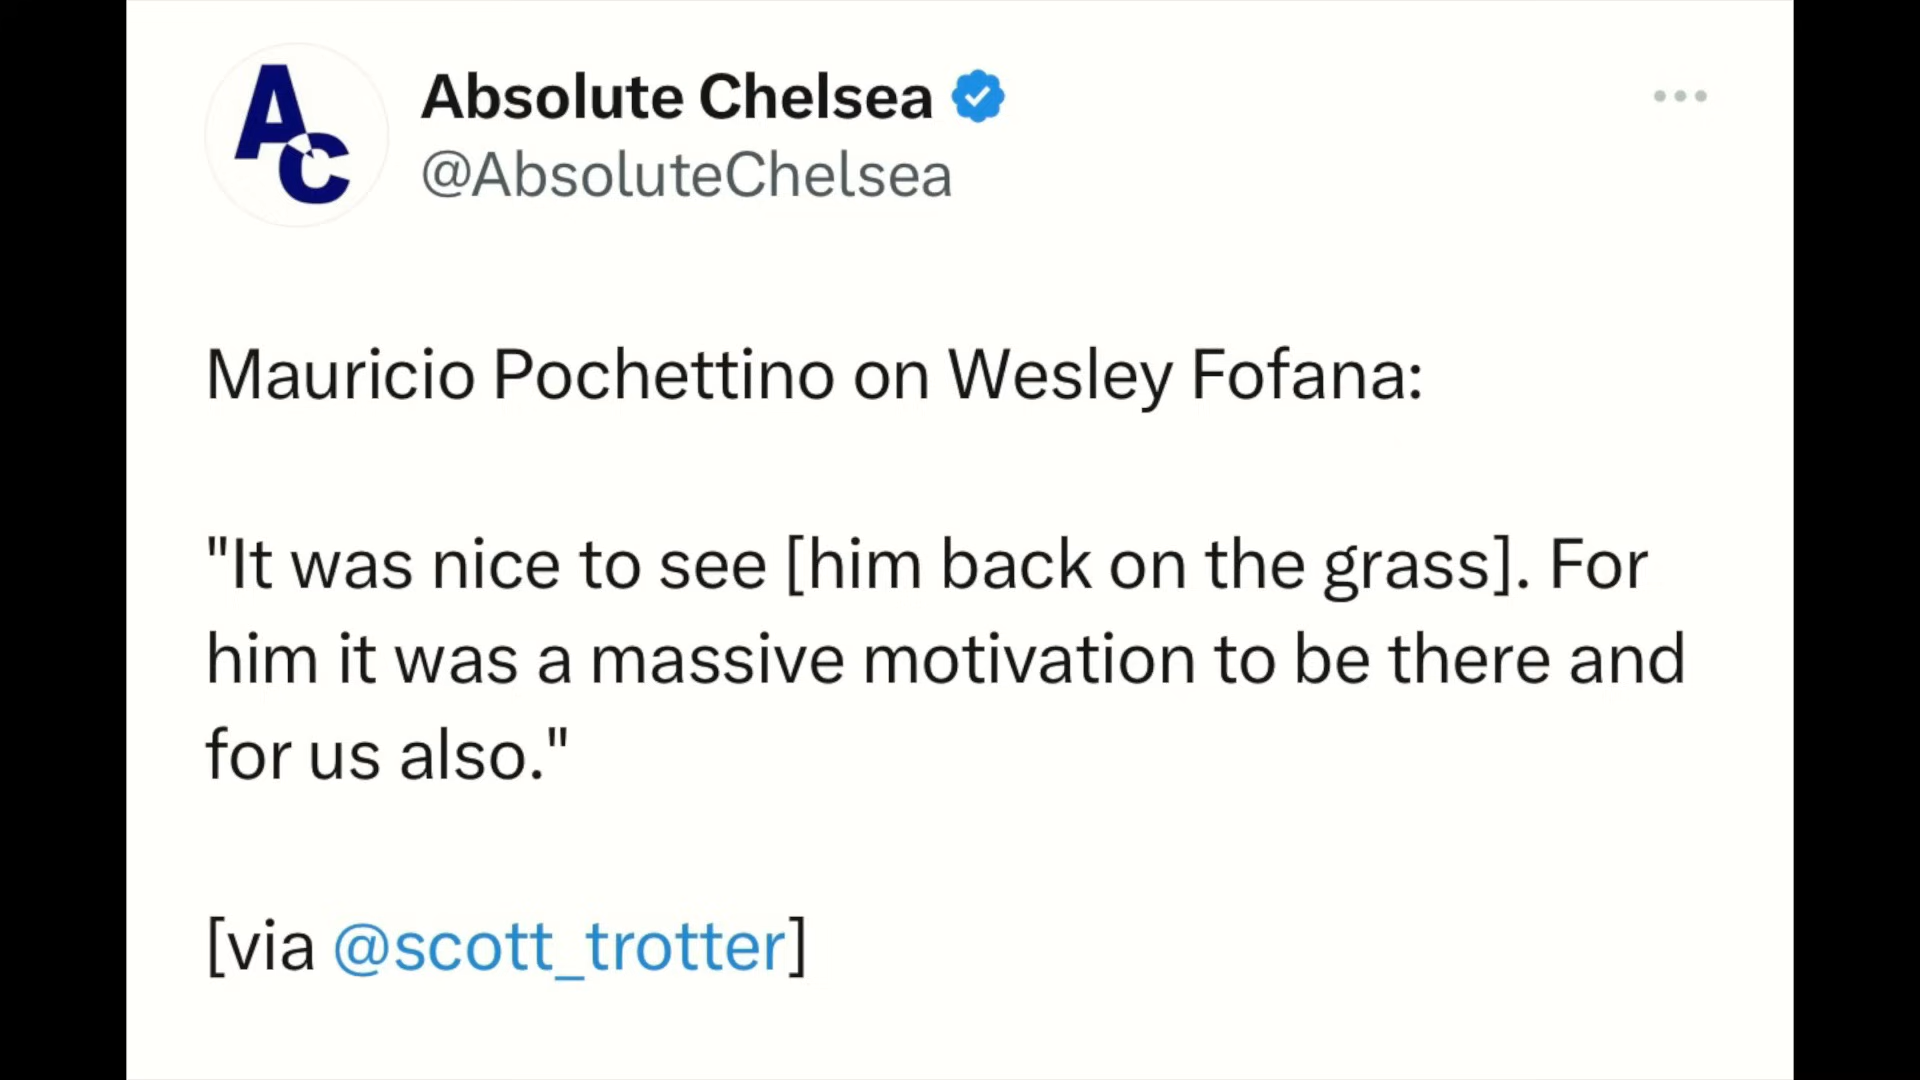 AC
Absolute Chelsea
@AbsoluteChelsea
Mauricio Pochettino on Wesley Fofana:
"It was nice to see [him back on the grass]. For
him it was a massive motivation to be there and
for us also."
[via @scott_trotter]